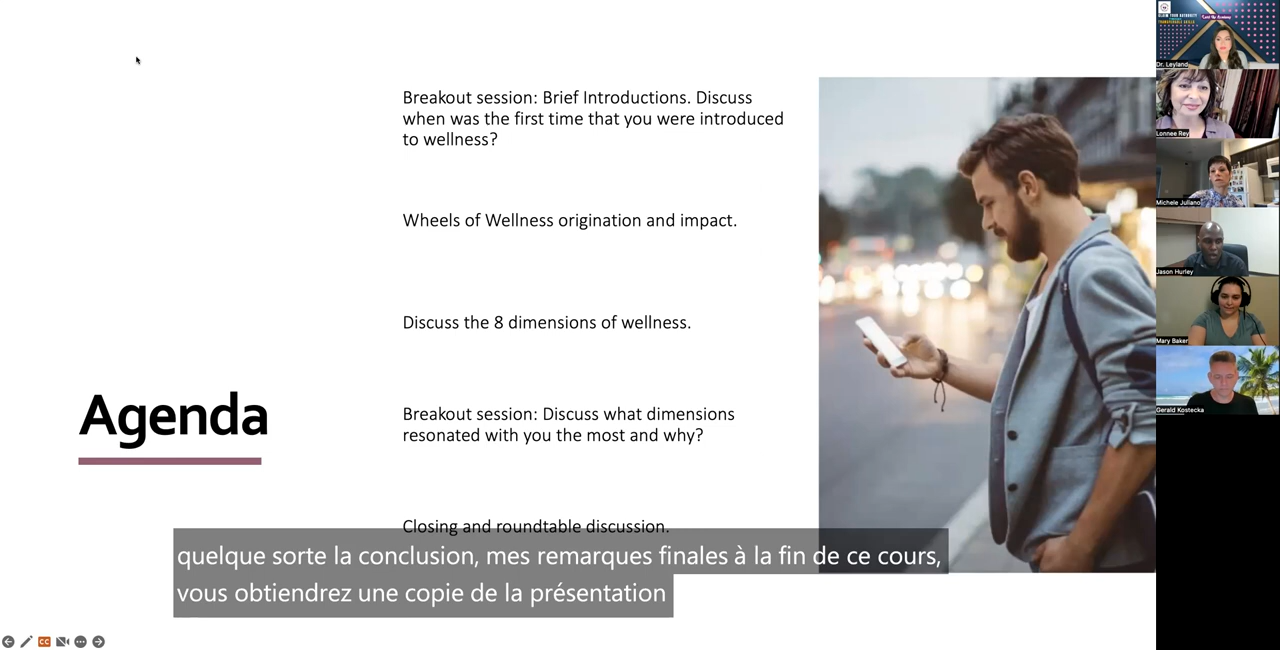 Breakout session: Brief Introductions. Discuss
when was the first time that you were introduced
to wellness?
Wheels of Wellness origination and impact.
Discuss the 8 dimensions of wellness.
Agenda
Breakout session: Discuss what dimensions
resonated with you the most and why?
Closing and roundtable discussion.
quelque sorte la conclusion, mes remarques finales à la fin de ce cours,
vous obtiendrez une copie de la présentation
CC
Dr. Leyland
Lonnee Rey
Michele Juliano
Jason Hurley
Mary Baker
Gerald Kostecka